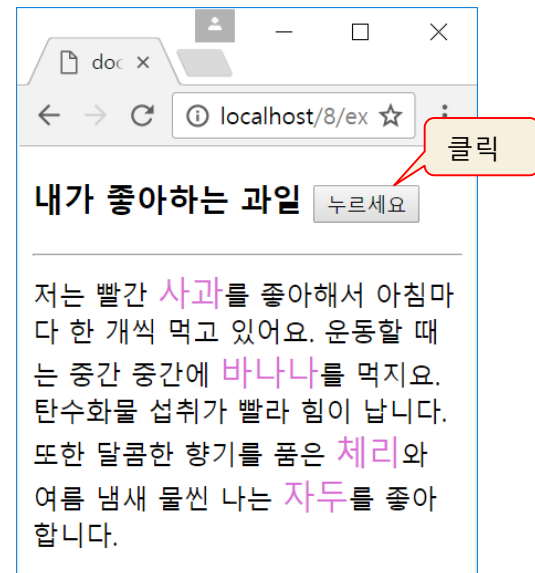 doc
localhost/8/ex
클릭
내가 좋아하는 과일 누르세요
저는 빨간 사과를 좋아해서 아침마
다 한 개씩 먹고 있어요. 운동할 때
는 중간 중간에 바나나를 먹지요.
탄수화물 섭취가 빨라 힘이 납니다.
또한 달콤한 향기를 품은 체리와
여름 냄새 물씬 나는 자두를 좋아
합니다.